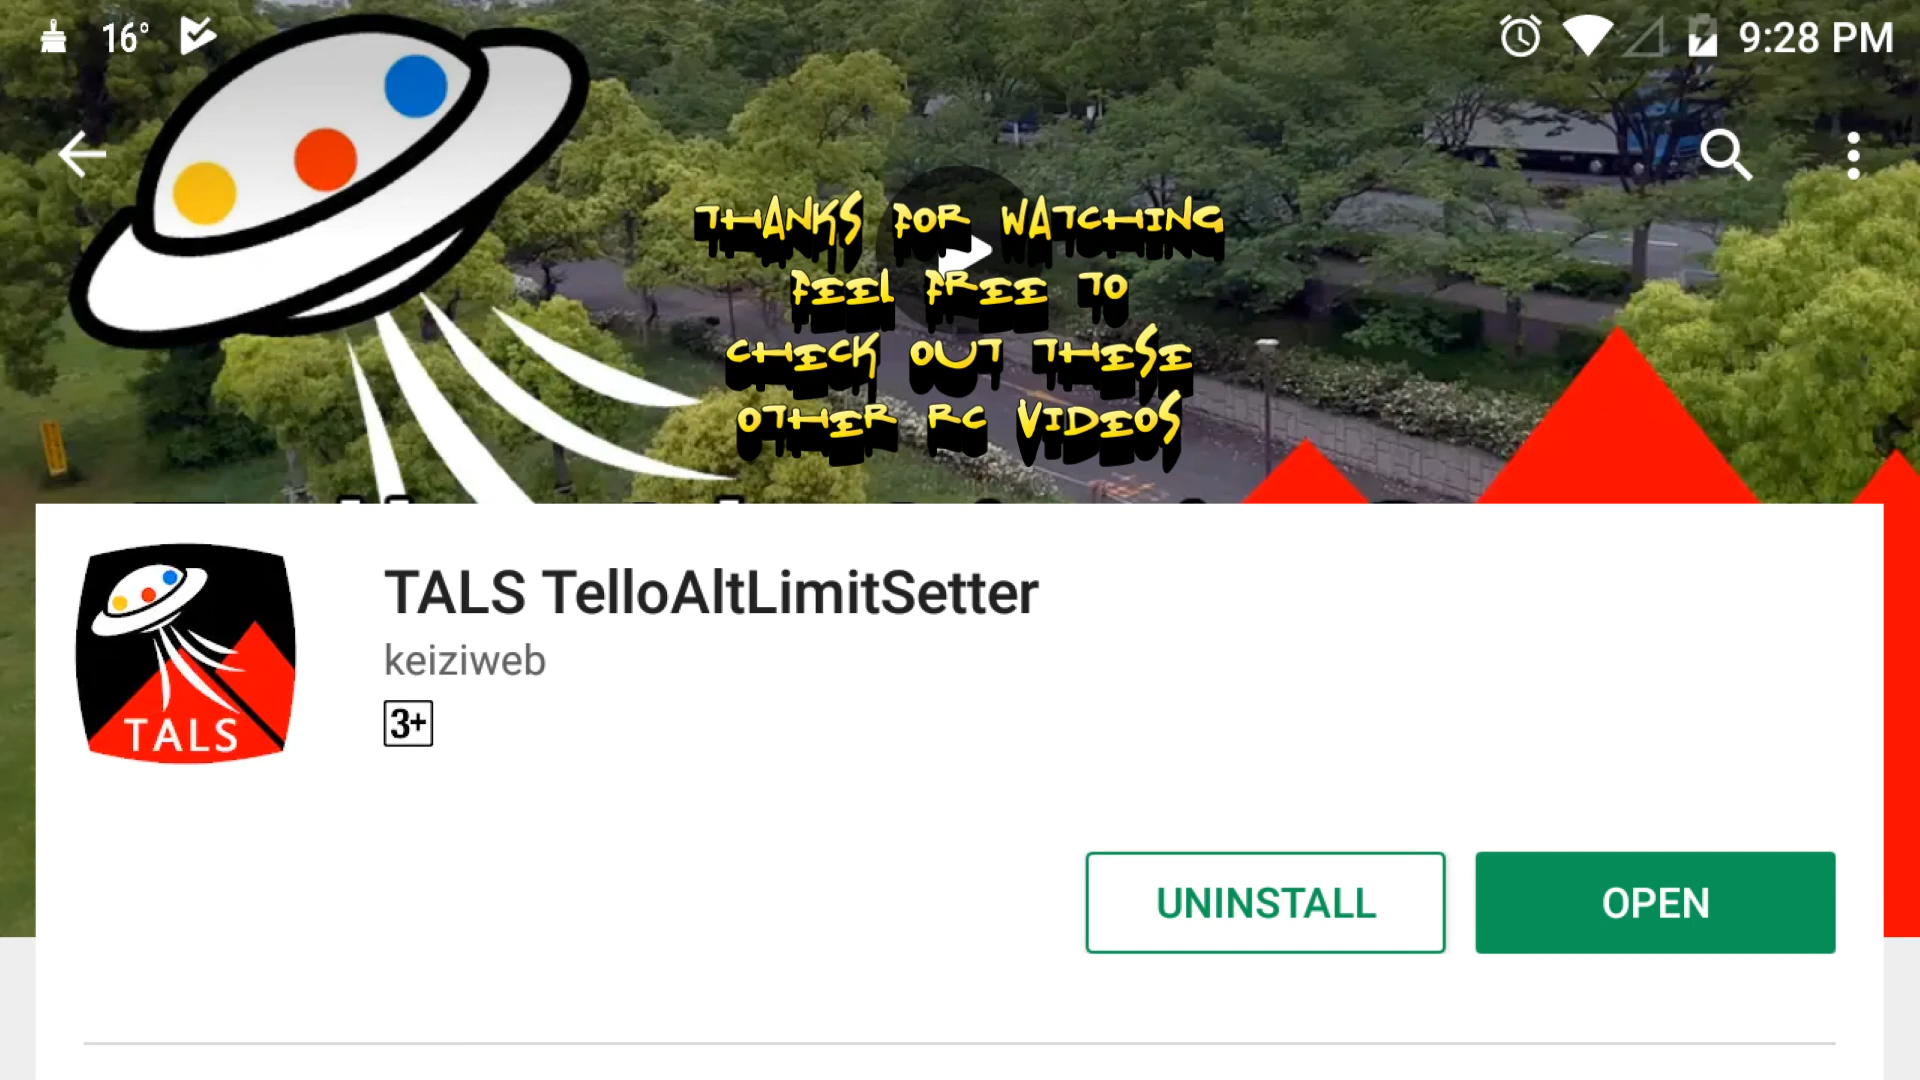 16°
9:28 PM
THANKS FOR WATCHING
FEEL FREE TO
CHECK OUT THESE
OTHER RC VIDEOS
TALS
TALS TelloAltLimitSetter
keiziweb
3+
UNINSTALL
OPEN